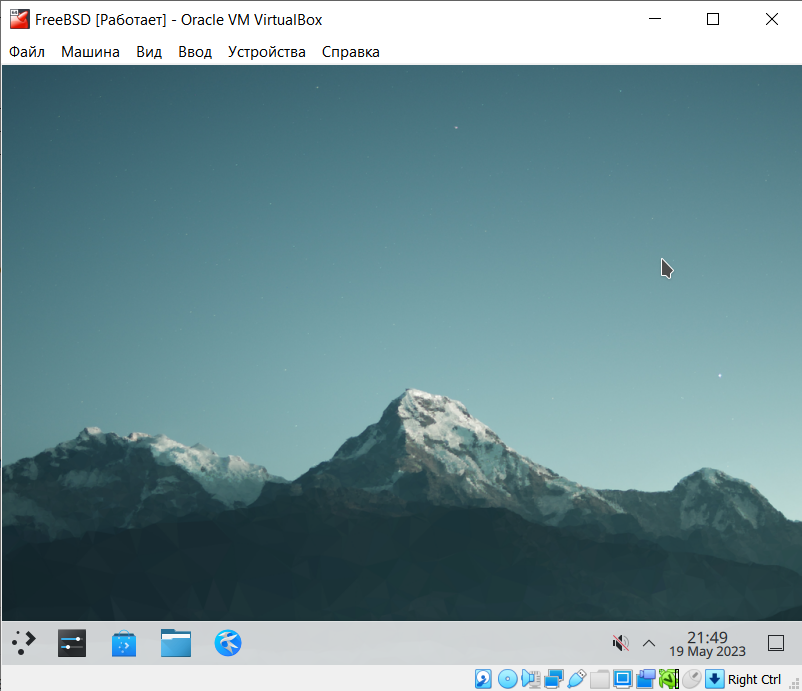 FreeBSD [Работает] - Oracle VM VirtualBox
Файл Машина Вид Ввод Устройства Справка
21:49
19 May 2023
Right Ctrl